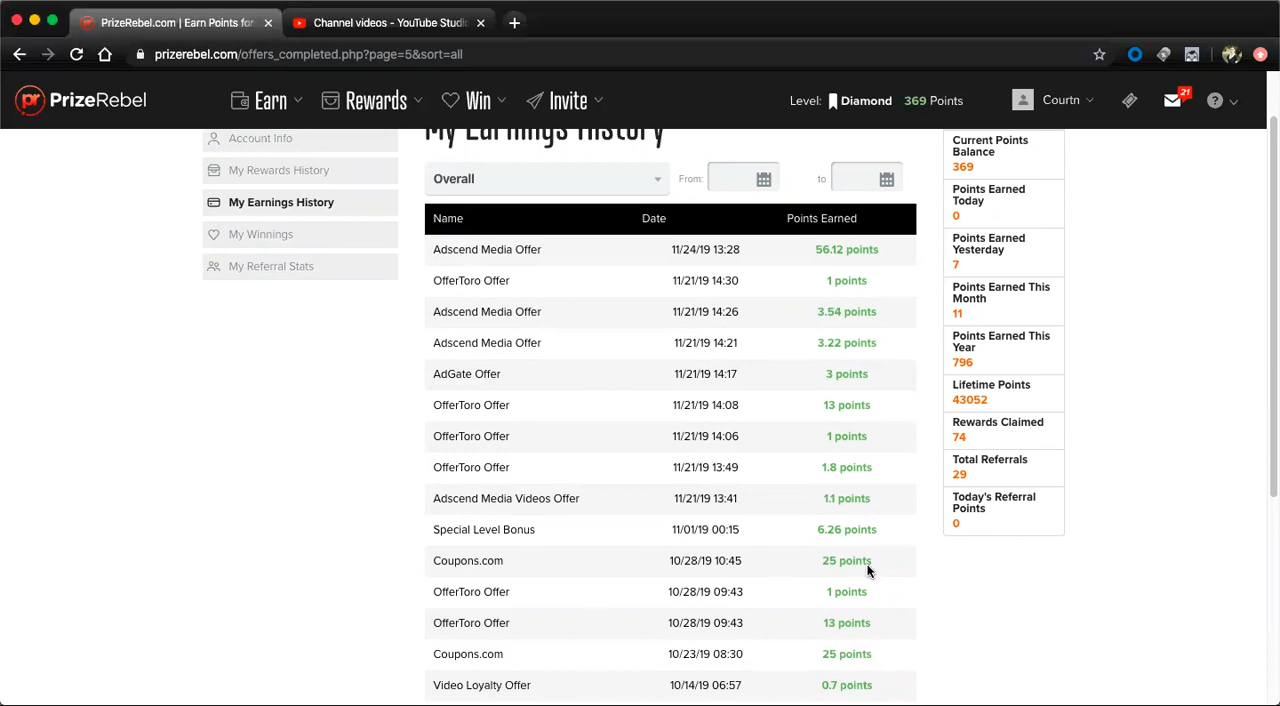 PrizeRebel.com | Earn Points for
Channel videos - YouTube Studio
prizerebel.com/offers_completed.php?page=5&sort=all
pr PrizeRebel
Earn
Rewards
Win
Invite
Level: Diamond 369 Points
Courtn
21
?
Account Info
My Rewards History
My Earnings History
My Winnings
My Referral Stats
My Earnings History
Overall
From:
to
Name Date Points Earned
Adscend Media Offer 11/24/19 13:28 56.12 points
OfferToro Offer 11/21/19 14:30 1 points
Adscend Media Offer 11/21/19 14:26 3.54 points
Adscend Media Offer 11/21/19 14:21 3.22 points
AdGate Offer 11/21/19 14:17 3 points
OfferToro Offer 11/21/19 14:08 13 points
OfferToro Offer 11/21/19 14:06 1 points
OfferToro Offer 11/21/19 13:49 1.8 points
Adscend Media Videos Offer 11/21/19 13:41 1.1 points
Special Level Bonus 11/01/19 00:15 6.26 points
Coupons.com 10/28/19 10:45 25 points
OfferToro Offer 10/28/19 09:43 1 points
OfferToro Offer 10/28/19 09:43 13 points
Coupons.com 10/23/19 08:30 25 points
Video Loyalty Offer 10/14/19 06:57 0.7 points
Current Points
Balance
369
Points Earned
Today
0
Points Earned
Yesterday
7
Points Earned This
Month
11
Points Earned This
Year
796
Lifetime Points
43052
Rewards Claimed
74
Total Referrals
29
Today's Referral
Points
0